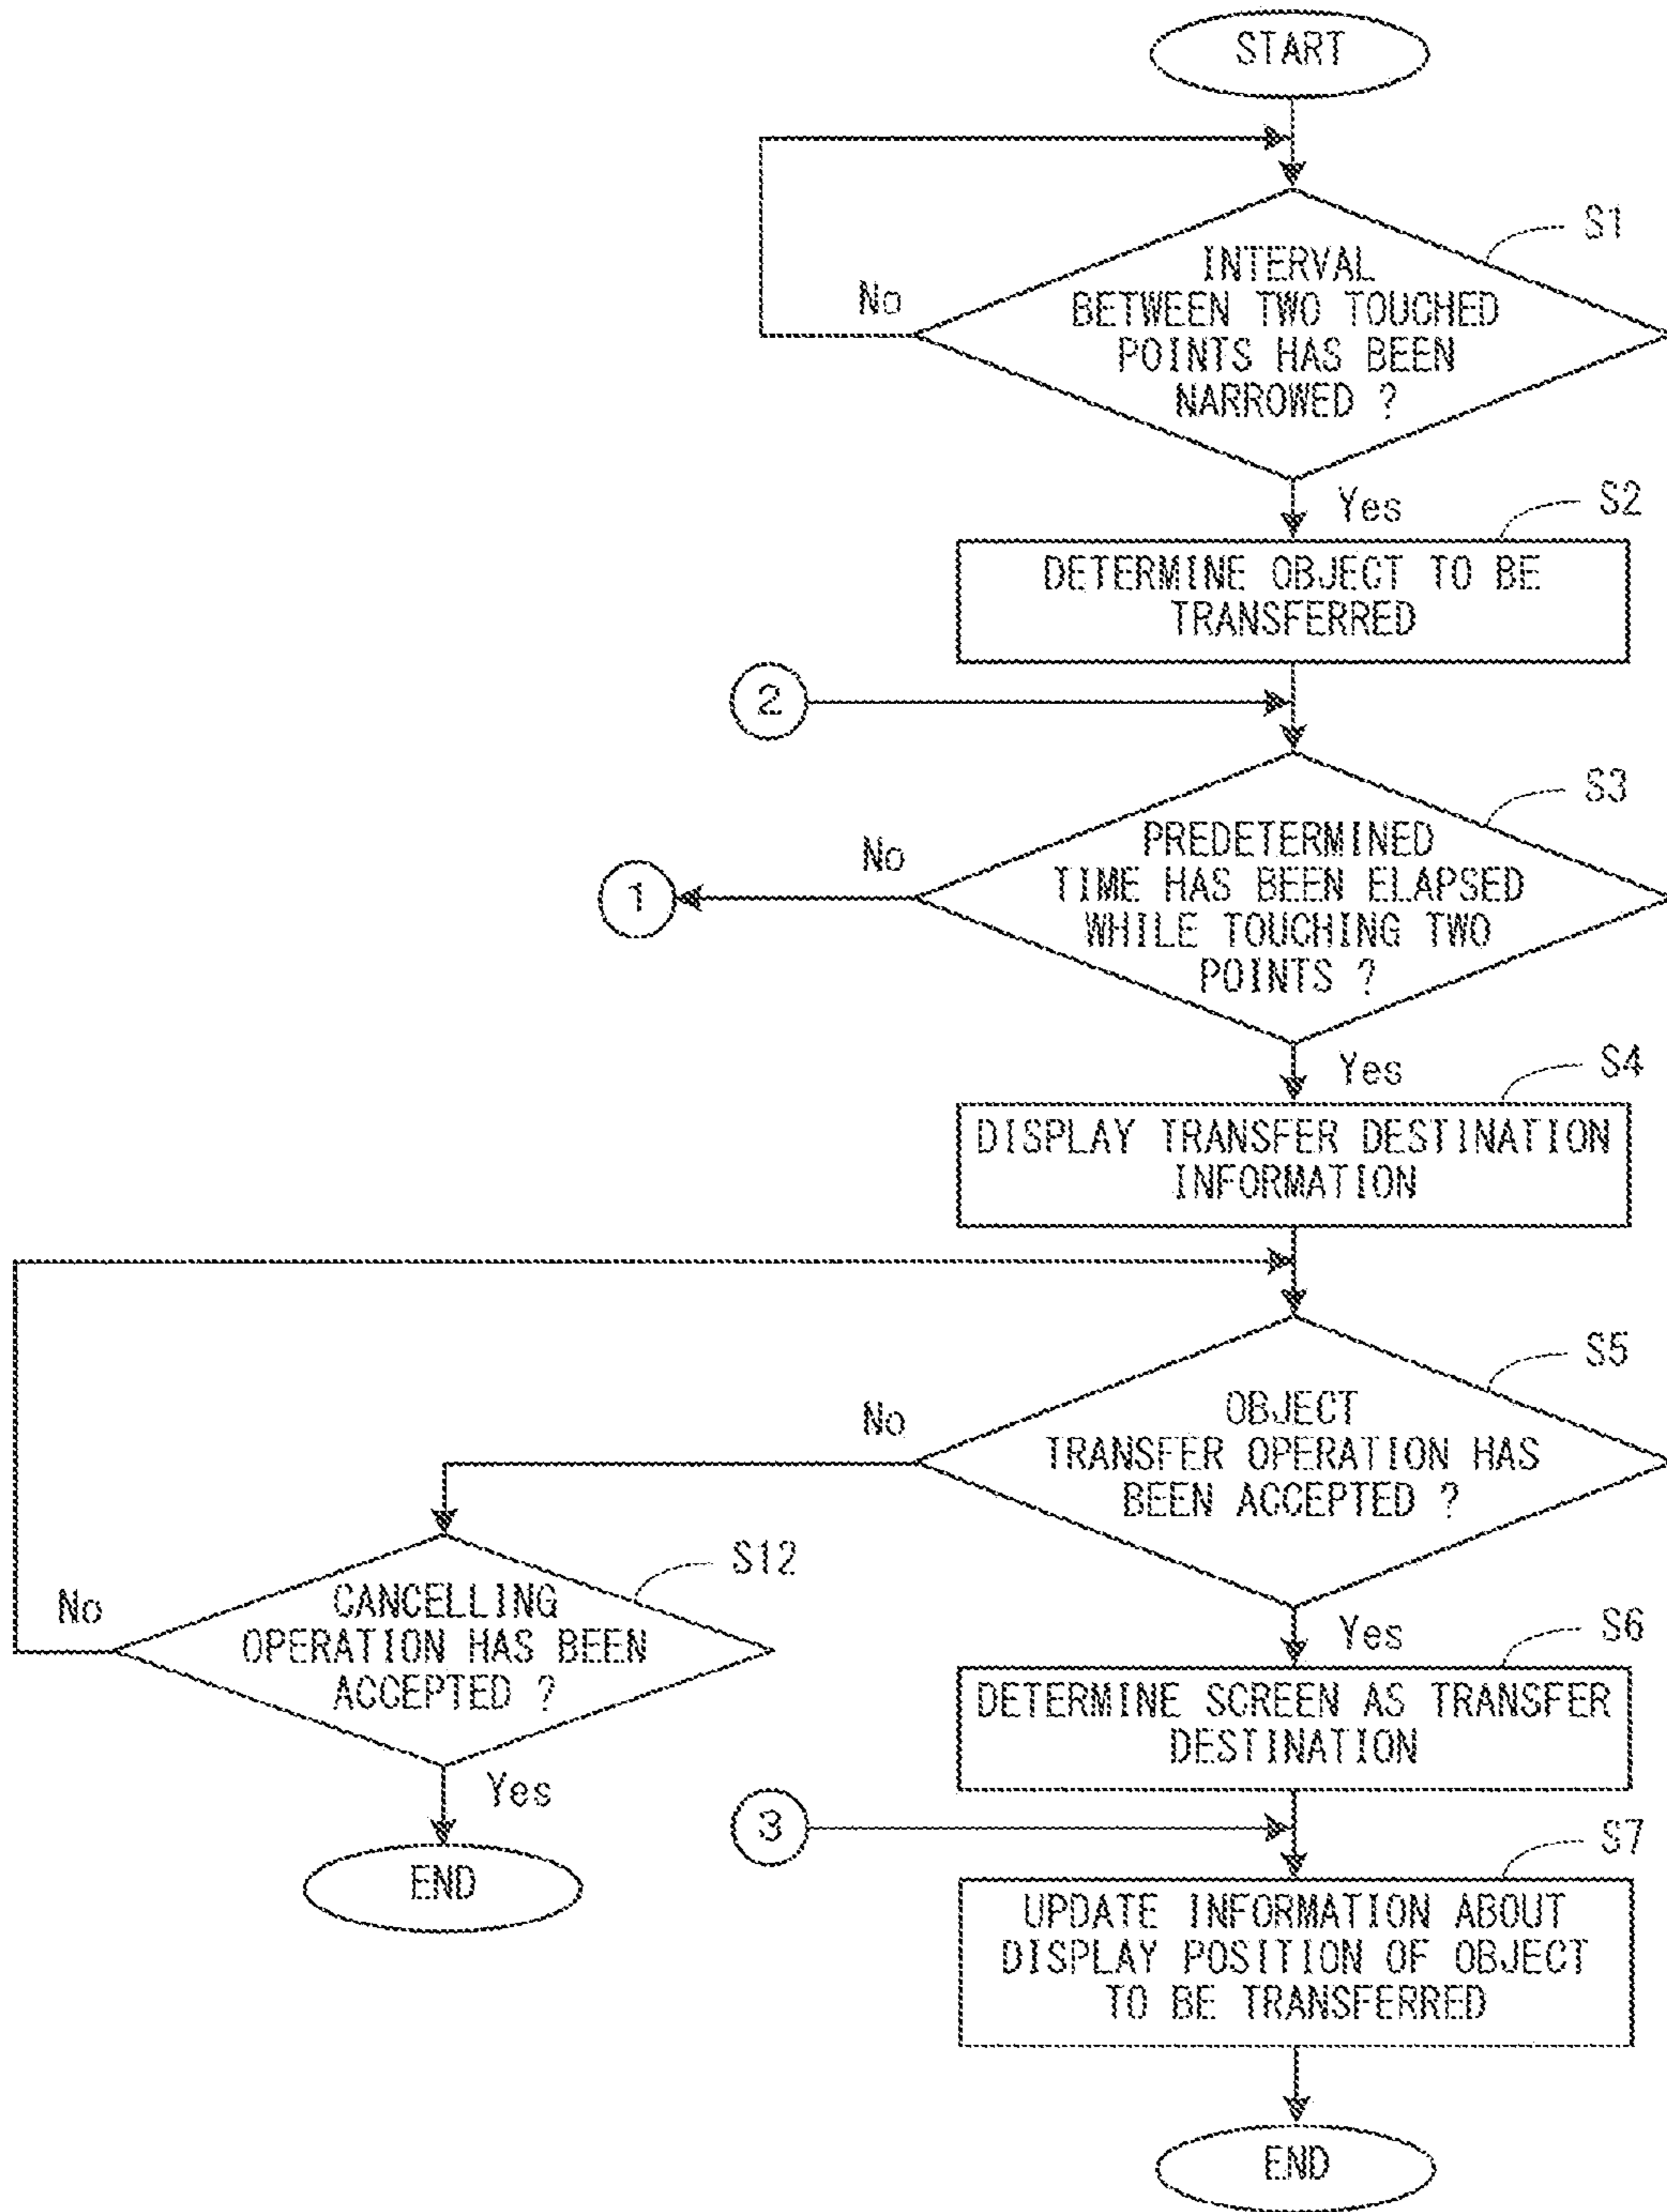 START
S1
INTERVAL
BETWEEN TWO TOUCHED
POINTS HAS BEEN
NARROWED ?
No
Yes
S2
DETERMINE OBJECT TO BE
TRANSFERRED
2
S3
PREDETERMINED
TIME HAS BEEN ELAPSED
WHILE TOUCHING TWO
POINTS ?
No
1
Yes
S4
DISPLAY TRANSFER DESTINATION
INFORMATION
S5
OBJECT
TRANSFER OPERATION HAS
BEEN ACCEPTED ?
No
S12
CANCELLING
OPERATION HAS BEEN
ACCEPTED ?
No
Yes
END
Yes
S6
DETERMINE SCREEN AS TRANSFER
DESTINATION
3
S7
UPDATE INFORMATION ABOUT
DISPLAY POSITION OF OBJECT
TO BE TRANSFERRED
END